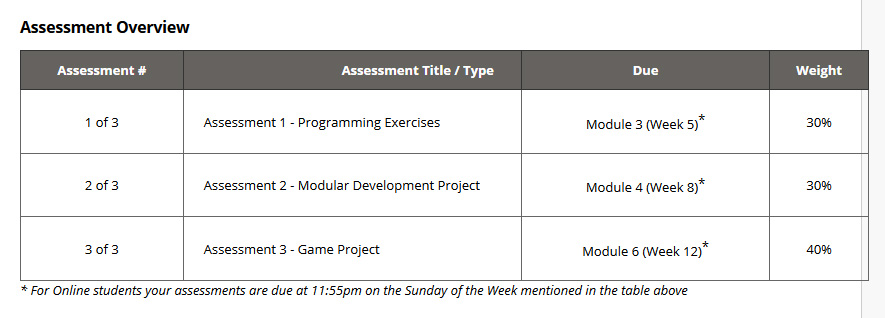 Assessment Overview
Assessment # Assessment Title / Type Due Weight
1 of 3 Assessment 1 - Programming Exercises Module 3 (Week 5)* 30%
2 of 3 Assessment 2 - Modular Development Project Module 4 (Week 8)* 30%
3 of 3 Assessment 3 - Game Project Module 6 (Week 12)* 40%
* For Online students your assessments are due at 11:55pm on the Sunday of the Week mentioned in the table above